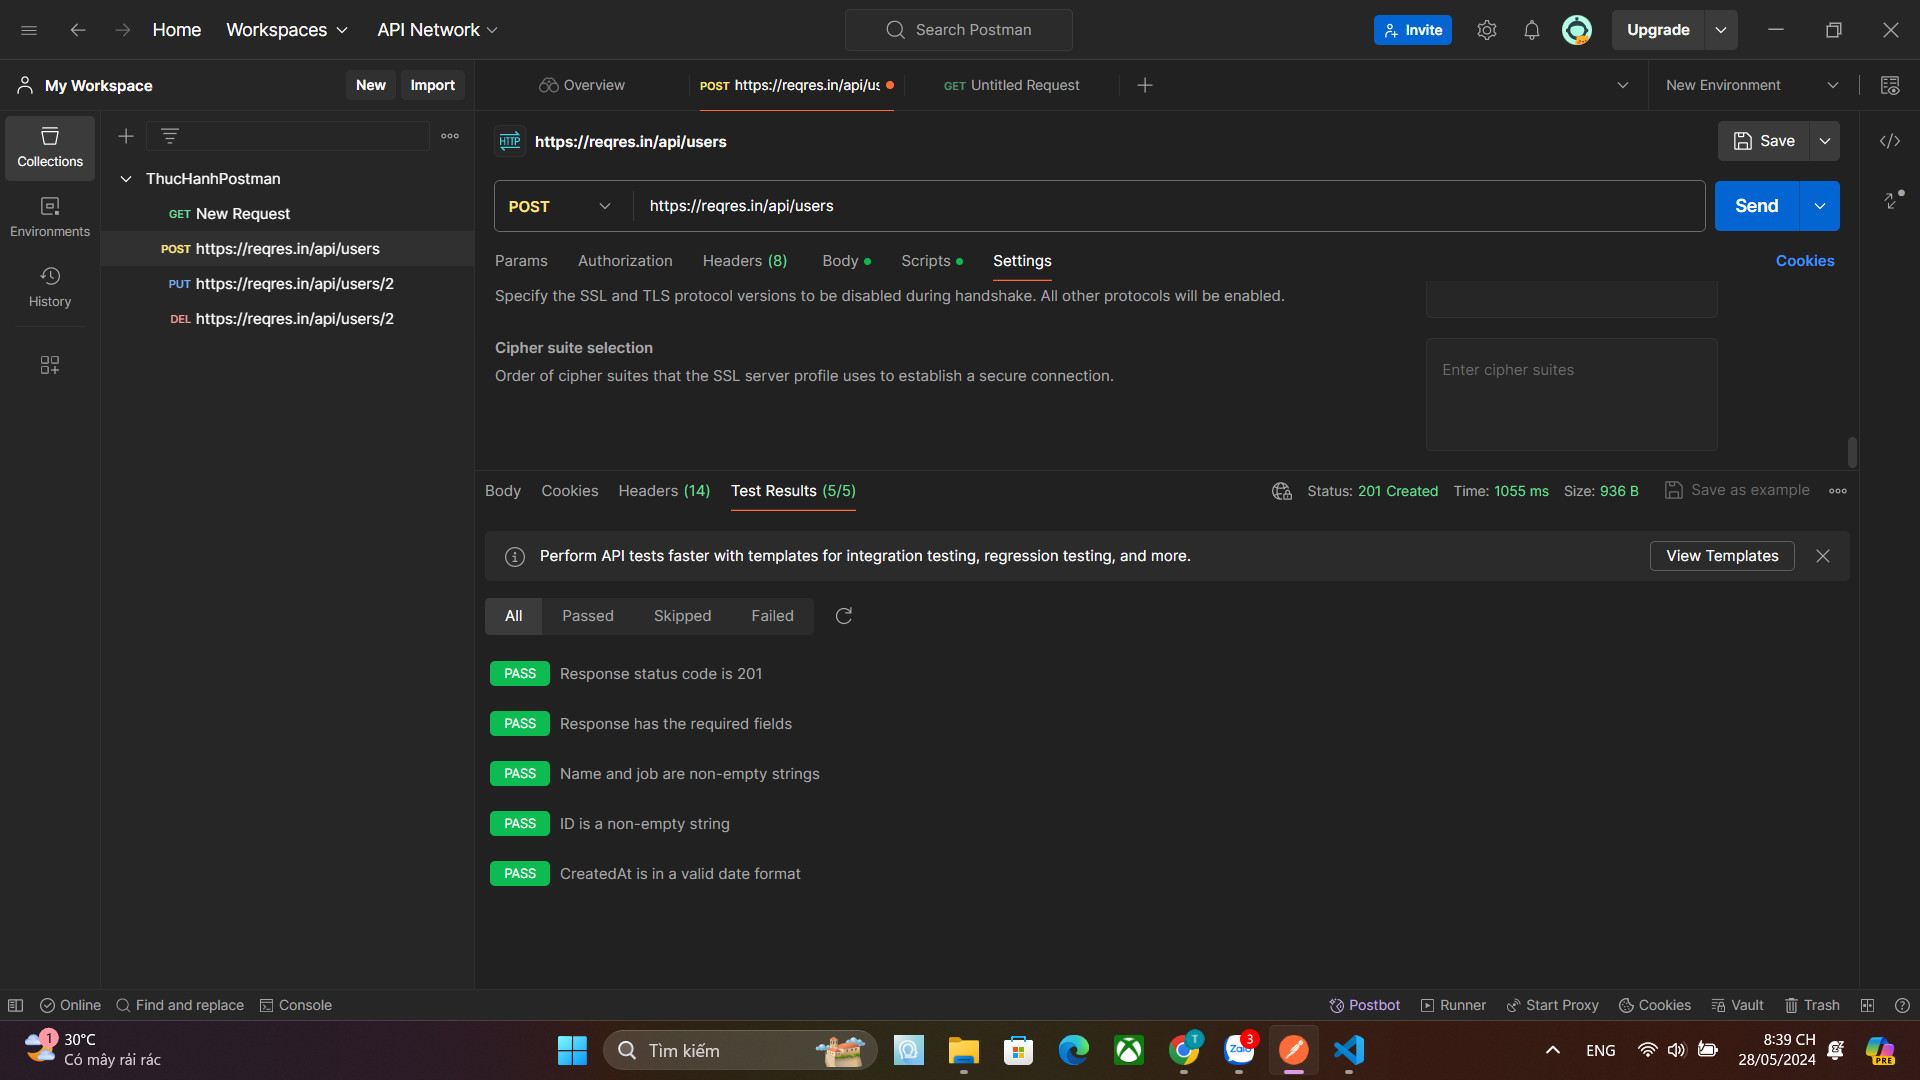 Home Workspaces API Network Search Postman Invite Upgrade
My Workspace New Import Overview POST https://reqres.in/api/us GET Untitled Request New Environment
Collections
HTTP https://reqres.in/api/users Save
ThucHanhPostman
GET New Request
POST https://reqres.in/api/users Send
Environments
POST https://reqres.in/api/users
Params Authorization Headers (8) Body Scripts Settings Cookies
PUT https://reqres.in/api/users/2
History
Specify the SSL and TLS protocol versions to be disabled during handshake. All other protocols will be enabled.
DEL https://reqres.in/api/users/2
Cipher suite selection
Order of cipher suites that the SSL server profile uses to establish a secure connection.
Enter cipher suites
Body Cookies Headers (14) Test Results (5/5) Status: 201 Created Time: 1055 ms Size: 936 B Save as example
Perform API tests faster with templates for integration testing, regression testing, and more. View Templates
All Passed Skipped Failed
PASS Response status code is 201
PASS Response has the required fields
PASS Name and job are non-empty strings
PASS ID is a non-empty string
PASS CreatedAt is in a valid date format
Online Find and replace Console Postbot Runner Start Proxy Cookies Vault Trash
1 30°C
Có mây rải rác
Tìm kiếm T Zalo 3 ENG
8:39 CH
28/05/2024
PRE